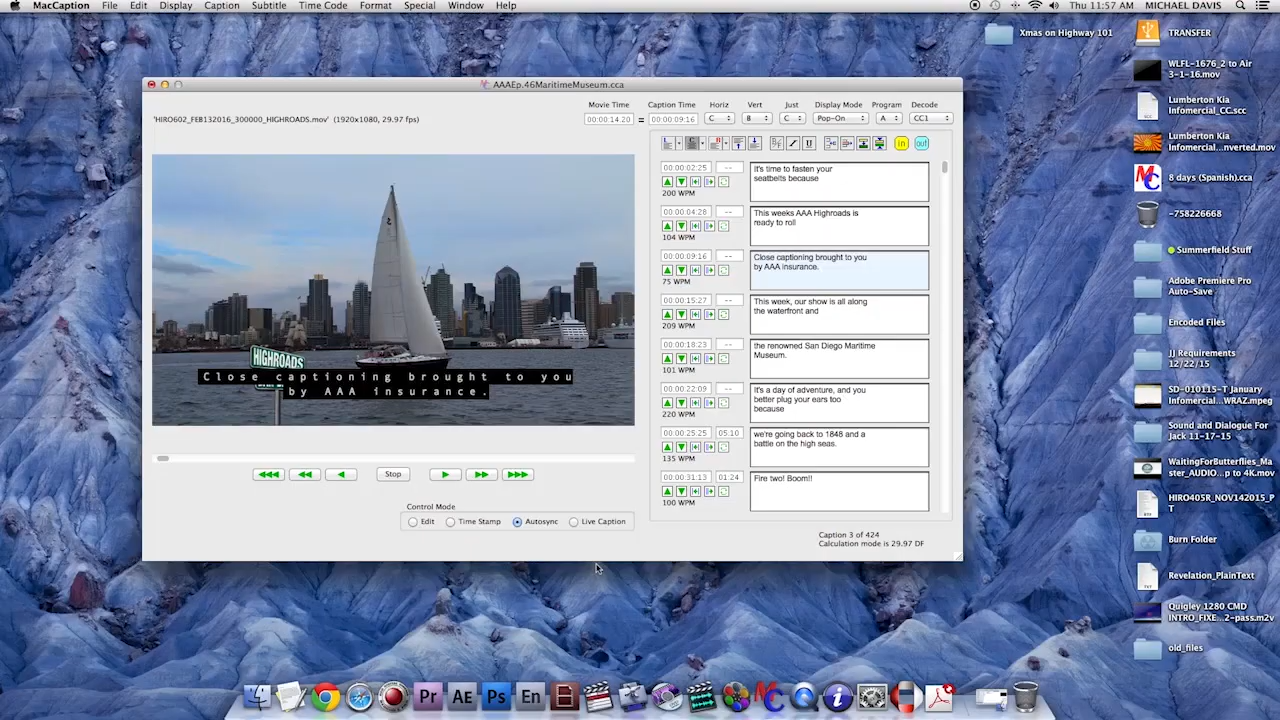 MacCaption File Edit Display Caption Subtitle Time Code Format Special Window Help
Thu 11:57 AM MICHAEL DAVIS
AAAEp.46MaritimeMuseum.cca
'HIRO602_FEB132016_300000_HIGHROADS.mov' (1920x1080, 29.97 fps)
Movie Time Caption Time Horiz Vert Just Display Mode Program Decode
00:00:14.20 = 00:00:09:16 C B C Pop-On A CC1
in out
00:00:02:25 --
It's time to fasten your
seatbelts because
200 WPM
00:00:04:28 --
This weeks AAA Highroads is
ready to roll
104 WPM
00:00:09:16 --
Close captioning brought to you
by AAA insurance.
75 WPM
00:00:15:27 --
This week, our show is all along
the waterfront and
209 WPM
00:00:18:23 --
the renowned San Diego Maritime
Museum.
101 WPM
00:00:22:09 --
It's a day of adventure, and you
better plug your ears too
because
220 WPM
00:00:25:25 05:10
we're going back to 1848 and a
battle on the high seas.
135 WPM
00:00:31:13 01:24
Fire two! Boom!!
100 WPM
HIGHROADS
Close captioning brought to you
by AAA insurance.
Stop
Control Mode
Edit Time Stamp Autosync Live Caption
Caption 3 of 424
Calculation mode is 29.97 DF
Xmas on Highway 101
TRANSFER
WLFL-1676_2 to Air
3-1-16.mov
Lumberton Kia
Infomercial_CC.scc
Lumberton Kia
Infomercial...nverted.mov
8 days (Spanish).cca
~758226668
Summerfield Stuff
Adobe Premiere Pro
Auto-Save
Encoded Files
JJ Requirements
12/22/15
SD-010115-T January
Infomercial...WRAZ.mpeg
Sound and Dialogue For
Jack 11-17-15
WaitingForButterflies_Ma
ster_AUDIO...p to 4K.mov
HIRO40SR_NOV142015_P
T
Burn Folder
Revelation_PlainText
Quigley 1280 CMD
INTRO_FIXE...2-pass.m2v
old_files
Pr AE Ps En